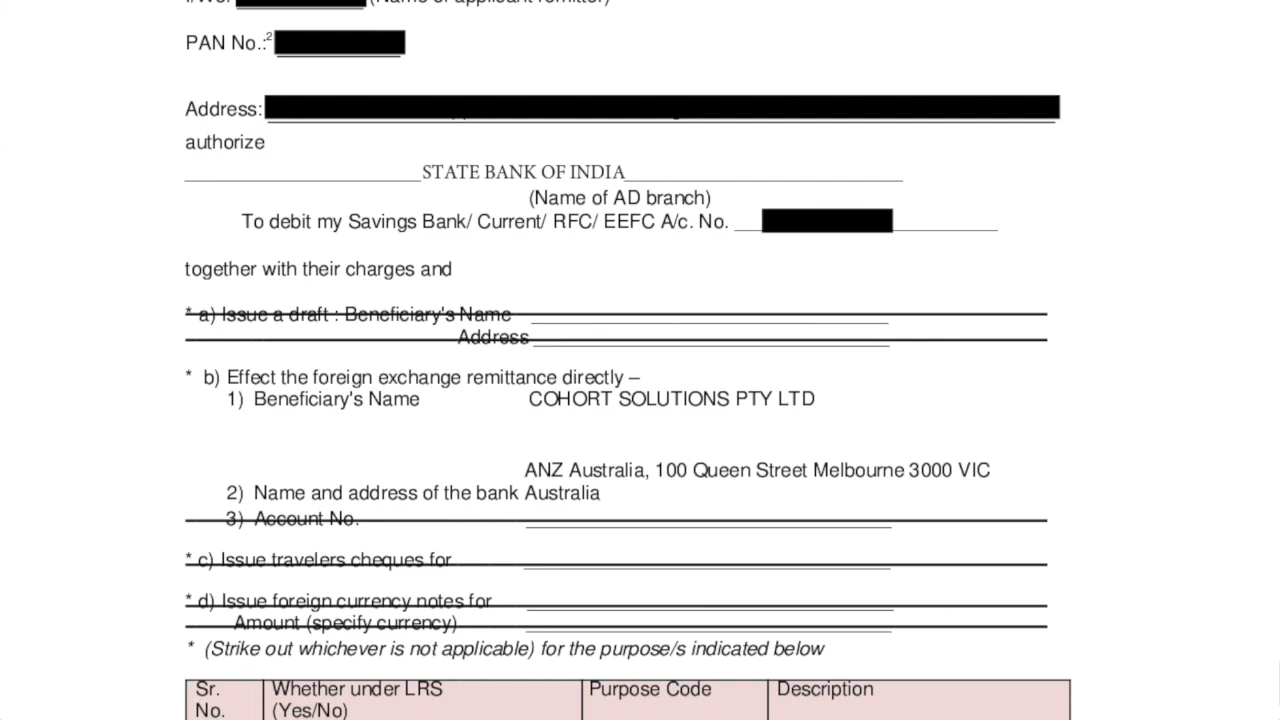 I/We. (Name of applicant remitter)
PAN No.:2
Address:
authorize
STATE BANK OF INDIA
(Name of AD branch)
To debit my Savings Bank/ Current/ RFC/ EEFC A/c. No.
together with their charges and
* a) Issue a draft : Beneficiary's Name
Address
* b) Effect the foreign exchange remittance directly –
1) Beneficiary's Name COHORT SOLUTIONS PTY LTD
ANZ Australia, 100 Queen Street Melbourne 3000 VIC
2) Name and address of the bank Australia
3) Account No.
* c) Issue travelers cheques for
* d) Issue foreign currency notes for
Amount (specify currency)
* (Strike out whichever is not applicable) for the purpose/s indicated below
Sr. Whether under LRS Purpose Code Description
No. (Yes/No)